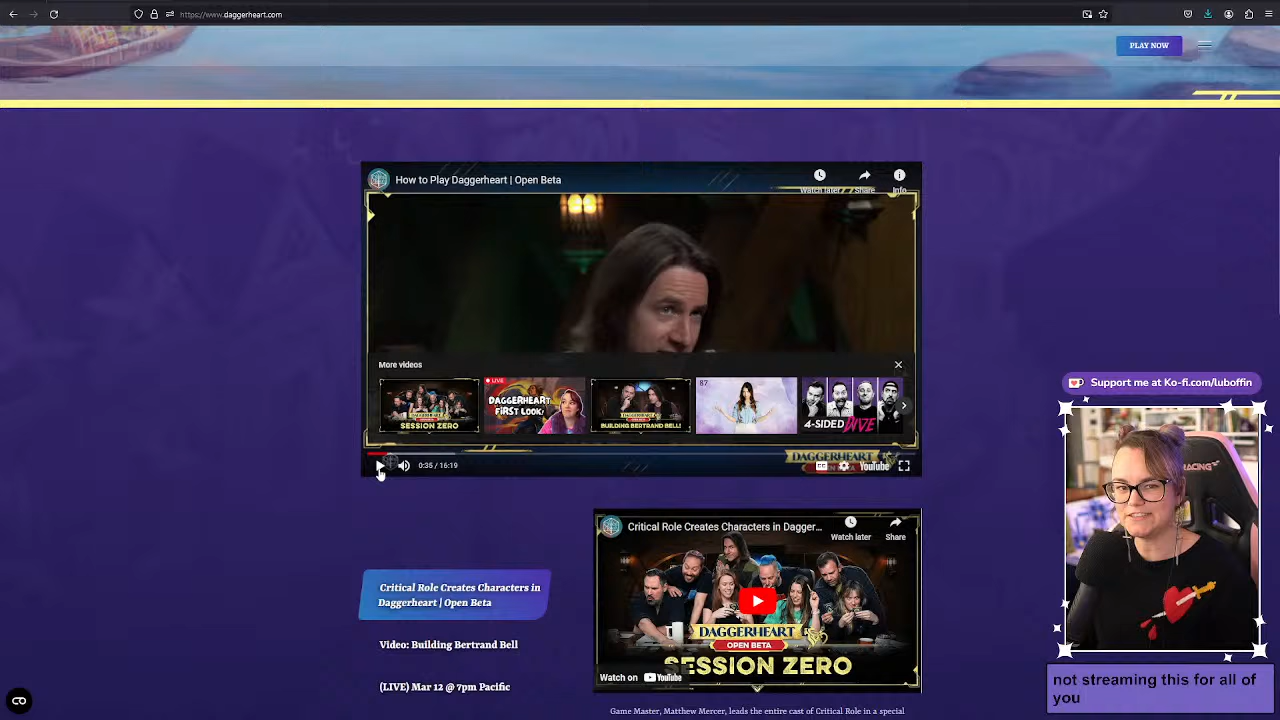 https://www.daggerheart.com
PLAY NOW
How to Play Daggerheart | Open Beta
Watch later
Share
Info
More videos
SESSION ZERO
LIVE
DAGGERHEART
FIRST LOOK!
BUILDING BERTRAND BELL!
87
4-SIDED DIVE
0:35 / 16:19
DAGGERHEART
OPEN BETA
CC
YouTube
Support me at Ko-fi.com/luboffin
RACING
Critical Role Creates Characters in Dagger...
Watch later
Share
DAGGERHEART
OPEN BETA
SESSION ZERO
Watch on YouTube
Critical Role Creates Characters in
Daggerheart | Open Beta
Video: Building Bertrand Bell
(LIVE) Mar 12 @ 7pm Pacific
not streaming this for all of
you
Game Master, Matthew Mercer, leads the entire cast of Critical Role in a special